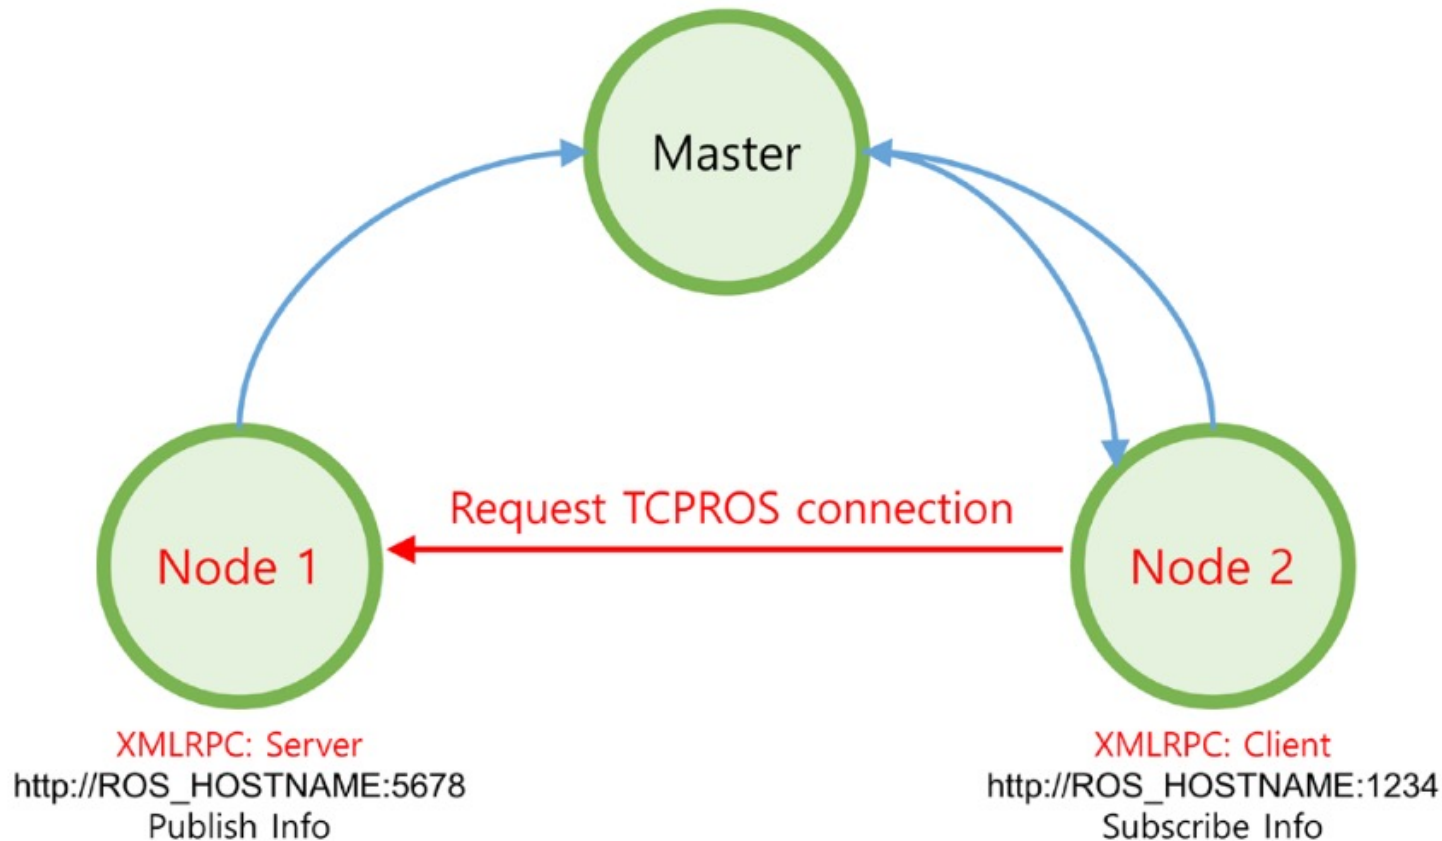 Master
Request TCPROS connection
Node 1
Node 2
XMLRPC: Server
http://ROS_HOSTNAME:5678
Publish Info
XMLRPC: Client
http://ROS_HOSTNAME:1234
Subscribe Info